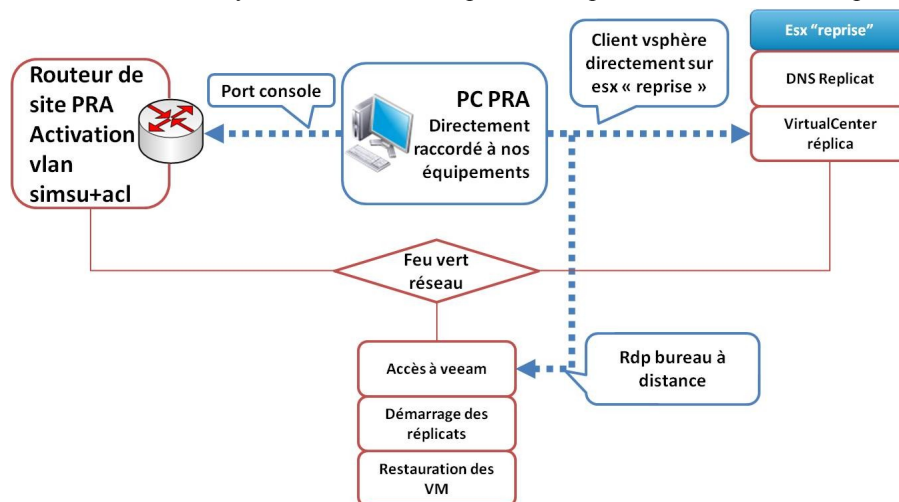 Routeur de
site PRA
Activation
vlan
simsu+acl
Port console
PC PRA
Directement
raccordé à nos
équipements
Client vsphère
directement sur
esx « reprise »
Esx “reprise”
DNS Replicat
VirtualCenter
réplica
Feu vert
réseau
Accès à veeam
Démarrage des
réplicats
Restauration des
VM
Rdp bureau à
distance